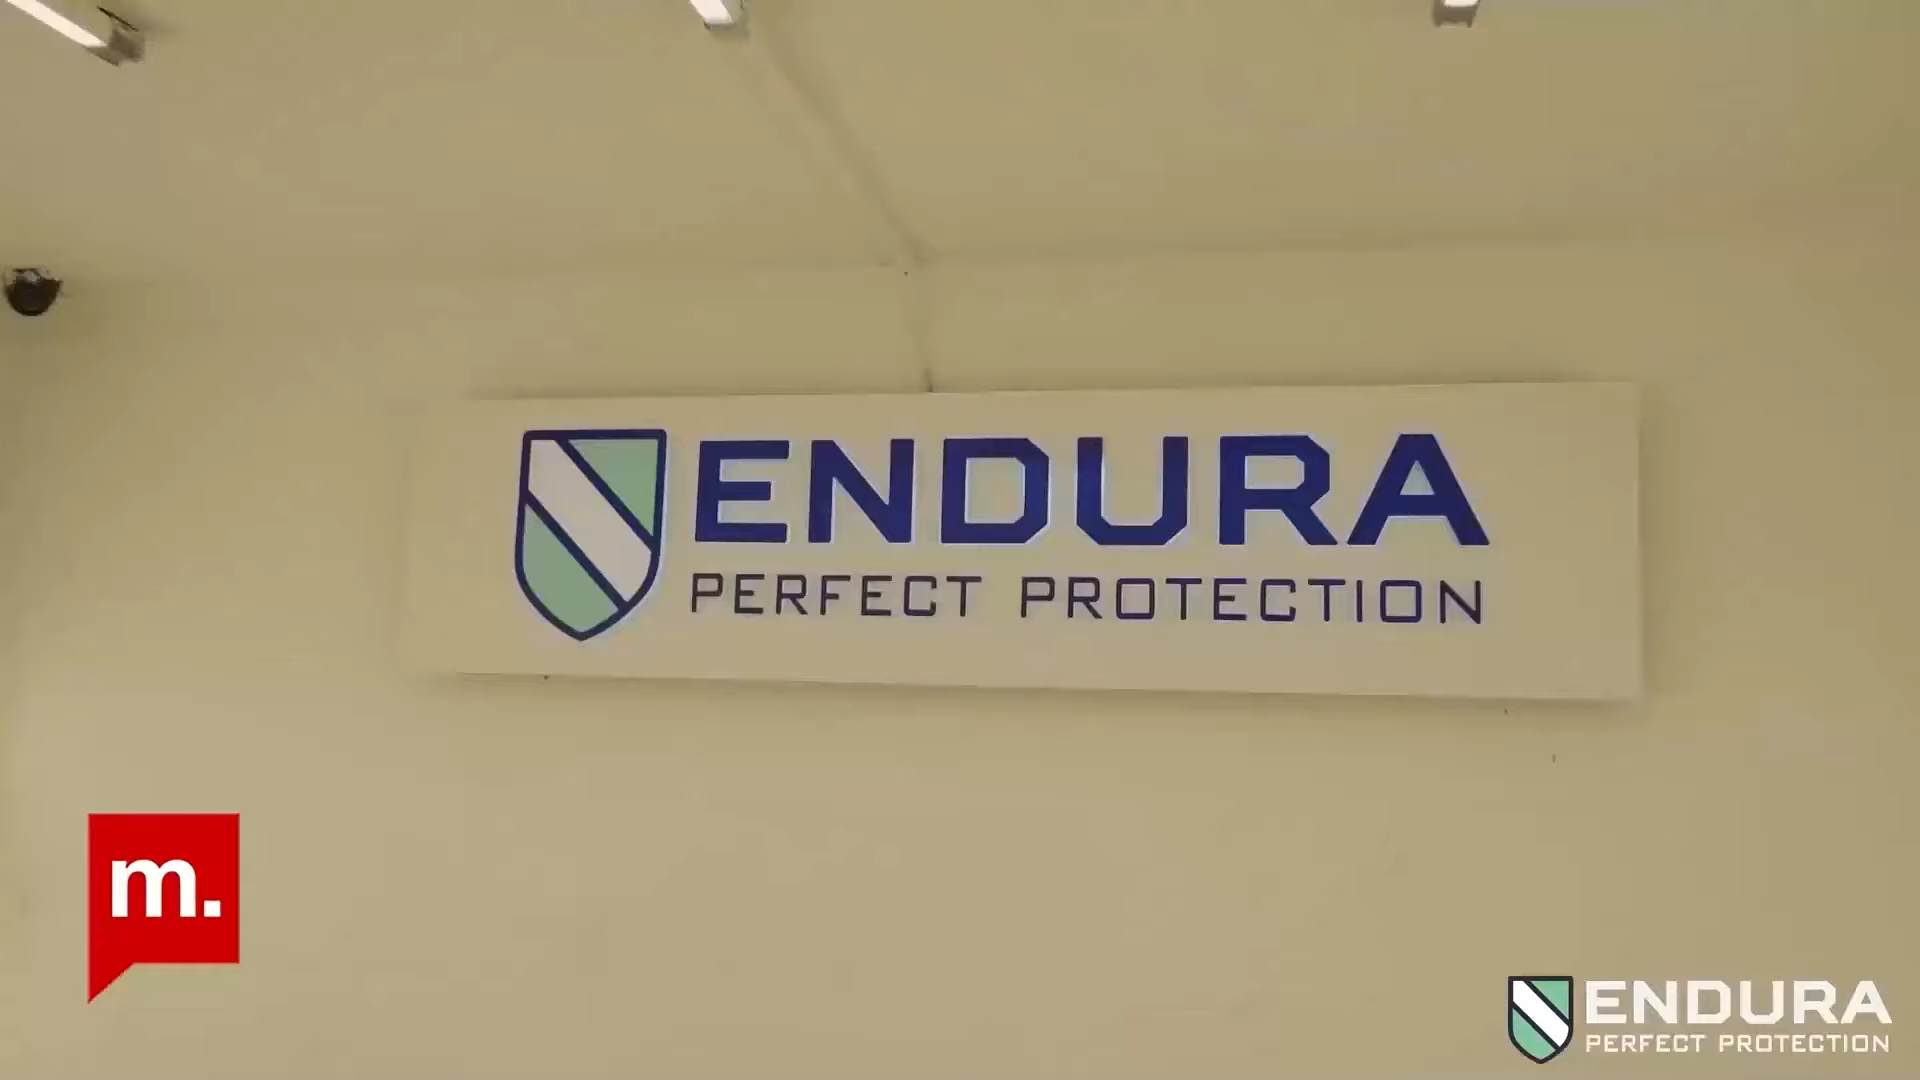 ENDURA
PERFECT PROTECTION
m.
ENDURA
PERFECT PROTECTION